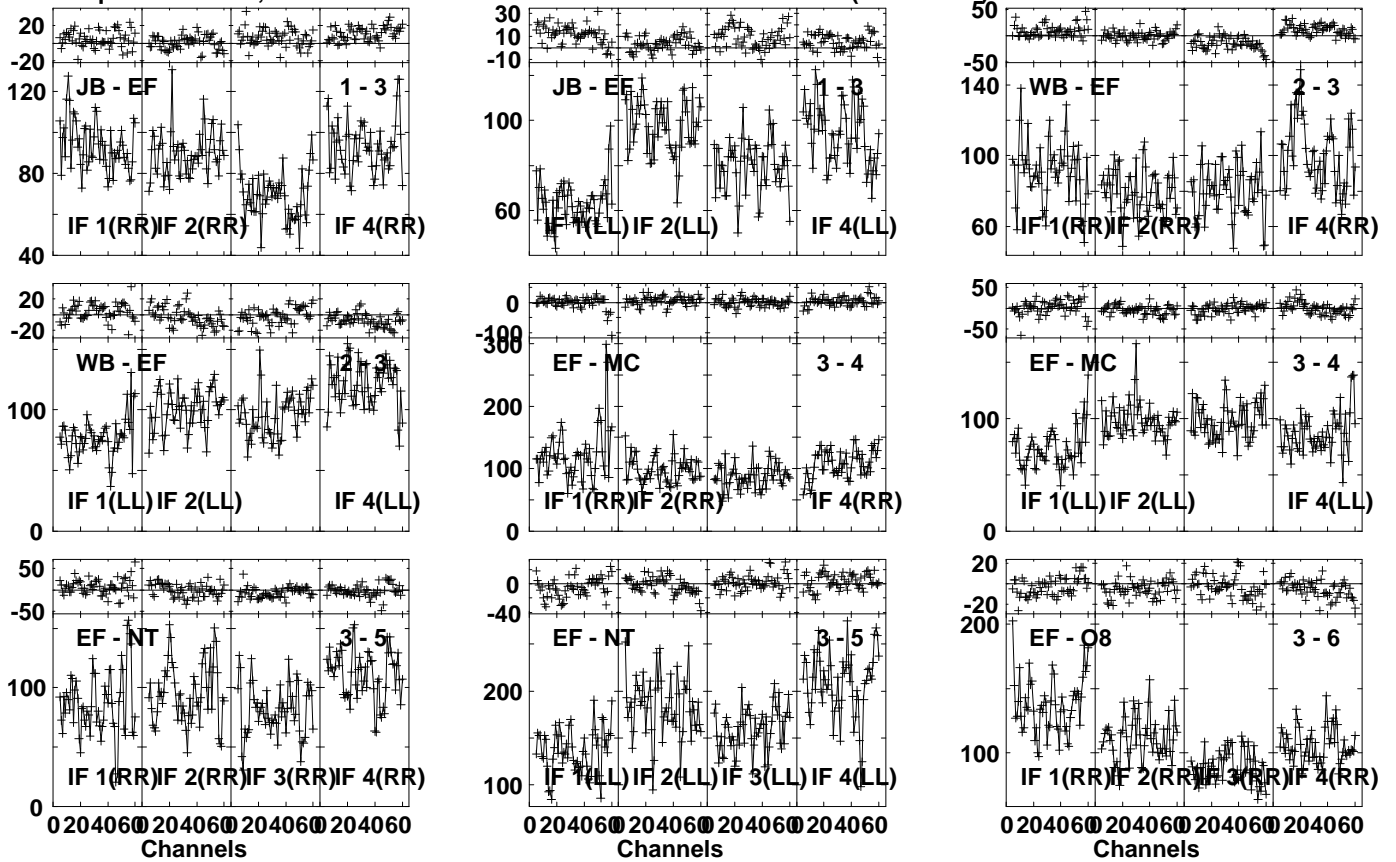 20
-20
120
80
40
JB - EF
1 - 3
IF 1(RR)
IF 2(RR)
IF 4(RR)
30
10
-10
100
60
JB - EF
1 - 3
IF 1(LL)
IF 2(LL)
IF 4(LL)
50
-50
140
100
60
WB - EF
2 - 3
IF 1(RR)
IF 2(RR)
IF 4(RR)
20
-20
100
0
WB - EF
2 - 3
IF 1(LL)
IF 2(LL)
IF 4(LL)
0
-100
300
200
100
0
EF - MC
3 - 4
IF 1(RR)
IF 2(RR)
IF 4(RR)
50
-50
100
0
EF - MC
3 - 4
IF 1(LL)
IF 2(LL)
IF 4(LL)
50
-50
100
0
EF - NT
3 - 5
IF 1(RR)
IF 2(RR)
IF 3(RR)
IF 4(RR)
0 20 40 60 0 20 40 60 0 20 40 60 0 20 40 60
Channels
0
-40
200
100
EF - NT
3 - 5
IF 1(LL)
IF 2(LL)
IF 3(LL)
IF 4(LL)
0 20 40 60 0 20 40 60 0 20 40 60 0 20 40 60
Channels
20
-20
200
100
EF - O8
3 - 6
IF 1(RR)
IF 2(RR)
IF 3(RR)
IF 4(RR)
0 20 40 60 0 20 40 60 0 20 40 60 0 20 40 60
Channels